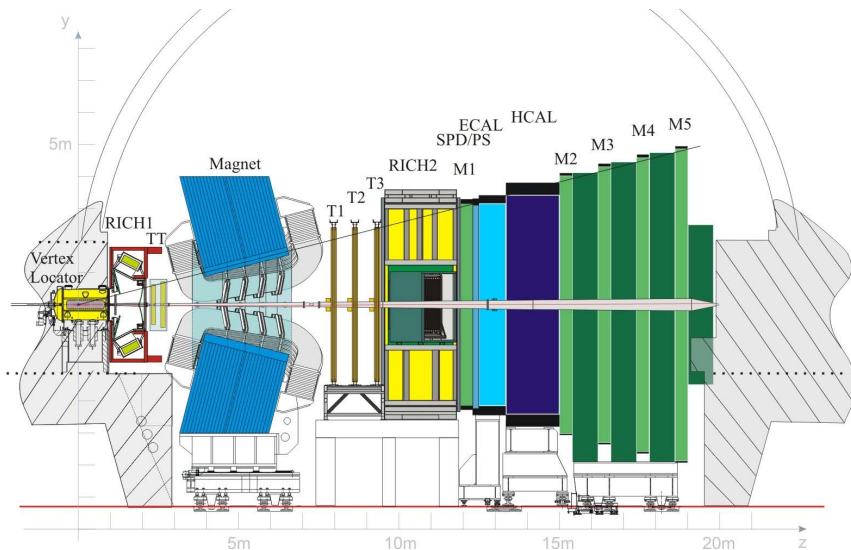 y
5m
Vertex
Locator
RICH1
TT
Magnet
T1
T2
T3
RICH2
M1
SPD/PS
ECAL
HCAL
M2
M3
M4
M5
5m
10m
15m
20m
z